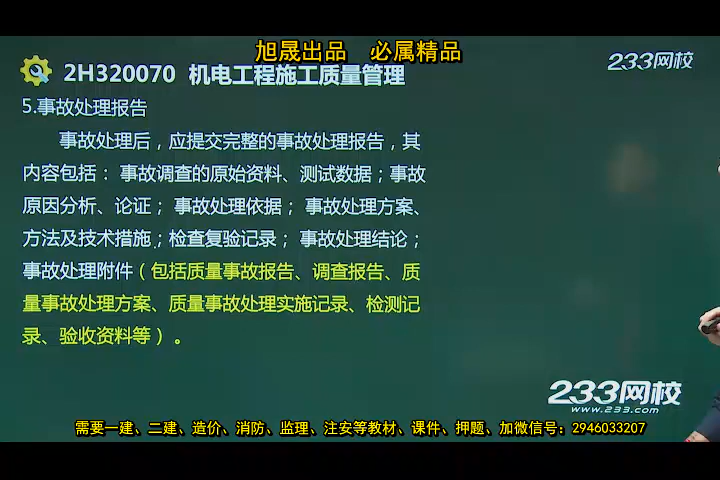 旭晟出品 必属精品
2H320070 机电工程施工质量管理
233网校
5.事故处理报告
事故处理后，应提交完整的事故处理报告，其
内容包括： 事故调查的原始资料、测试数据；事故
原因分析、论证； 事故处理依据； 事故处理方案、
方法及技术措施；检查复验记录； 事故处理结论；
事故处理附件（包括质量事故报告、调查报告、质
量事故处理方案、质量事故处理实施记录、检测记
录、验收资料等）。
233网校
www.233.com
需要一建、二建、造价、消防、监理、注安等教材、课件、押题、加微信号：2946033207